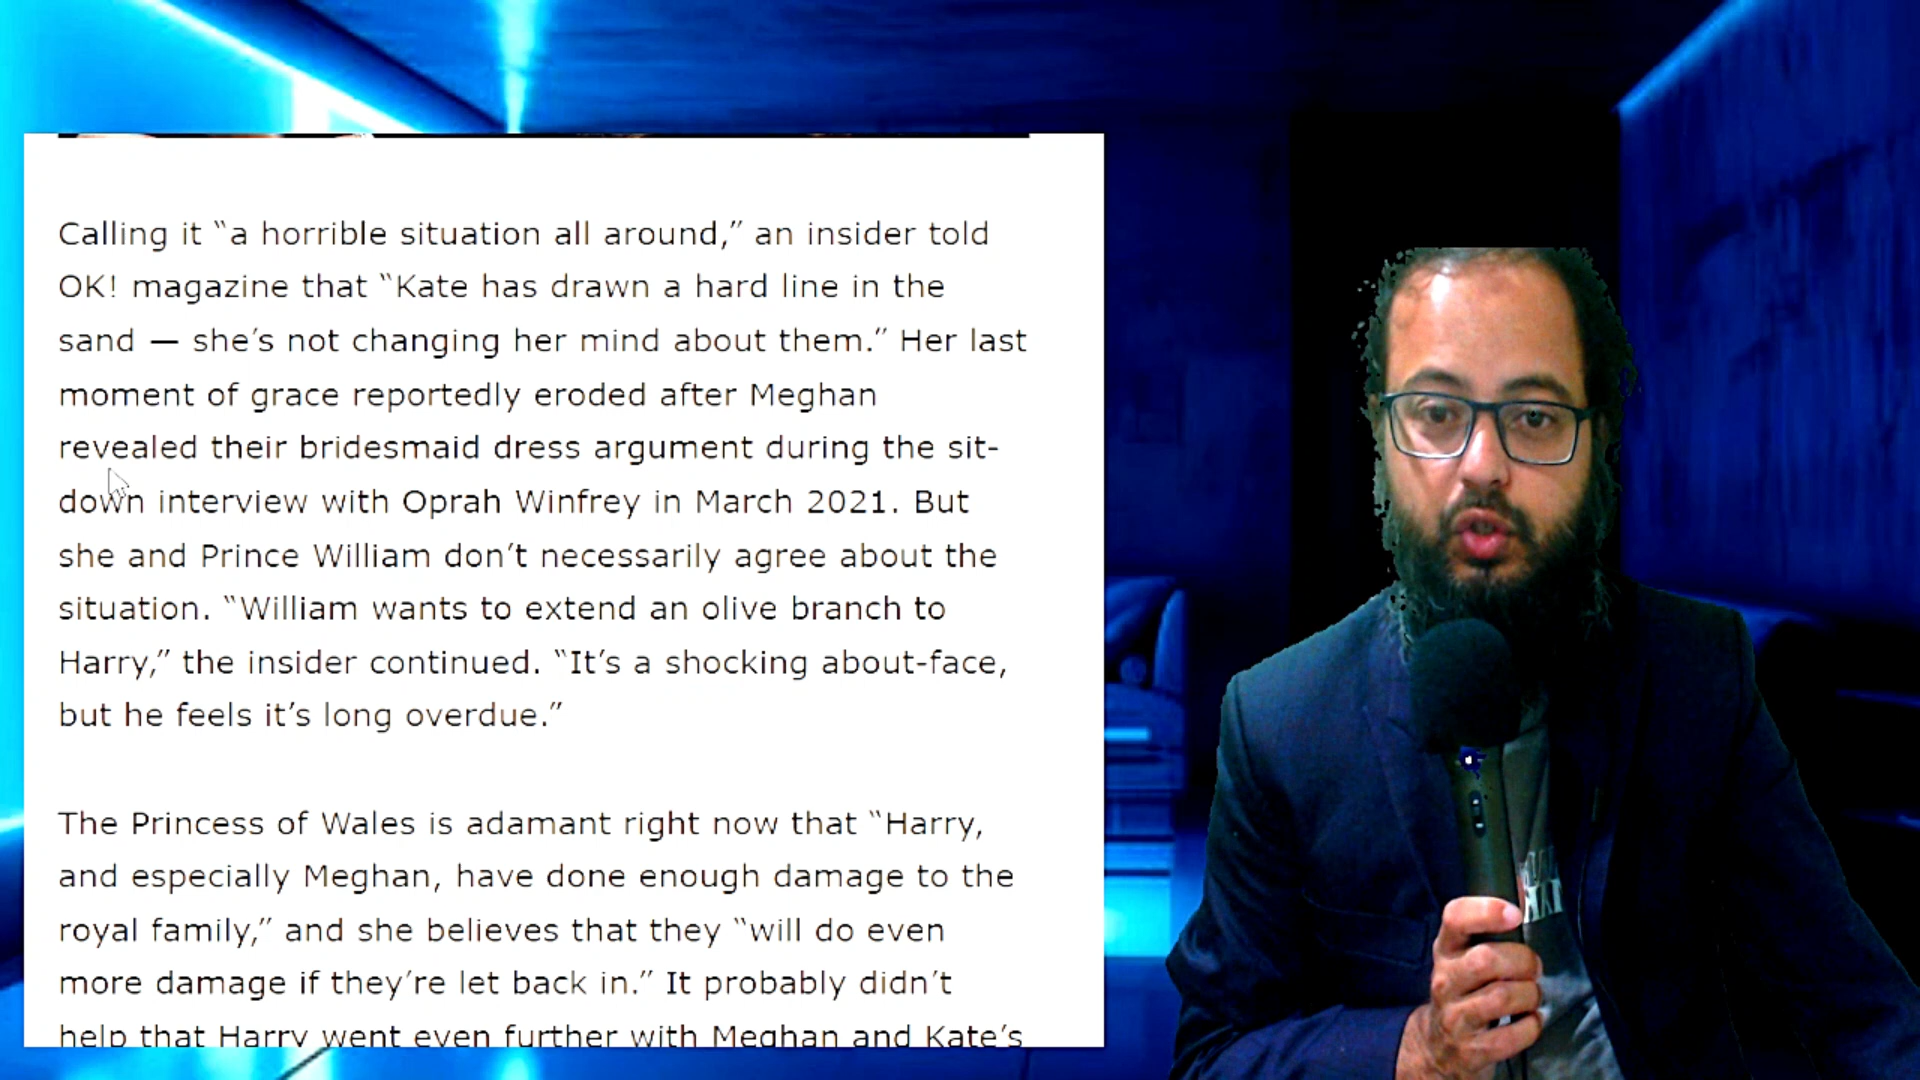 Calling it “a horrible situation all around,” an insider told
OK! magazine that “Kate has drawn a hard line in the
sand — she’s not changing her mind about them.” Her last
moment of grace reportedly eroded after Meghan
revealed their bridesmaid dress argument during the sit-
down interview with Oprah Winfrey in March 2021. But
she and Prince William don’t necessarily agree about the
situation. “William wants to extend an olive branch to
Harry,” the insider continued. “It’s a shocking about-face,
but he feels it’s long overdue.”
The Princess of Wales is adamant right now that “Harry,
and especially Meghan, have done enough damage to the
royal family,” and she believes that they “will do even
more damage if they’re let back in.” It probably didn’t
help that Harry went even further with Meghan and Kate’s